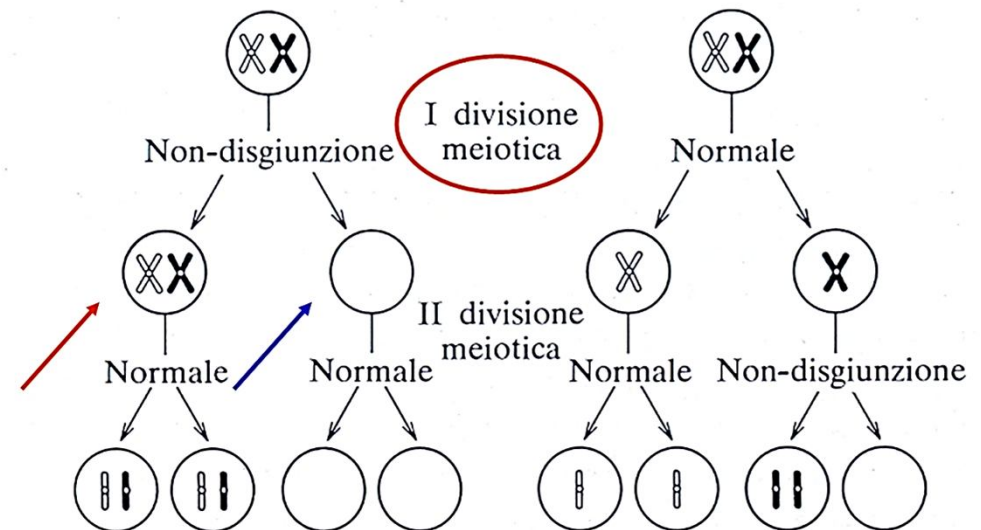 I divisione
meiotica
Non-disgiunzione
Normale
II divisione
meiotica
Normale
Normale
Normale
Non-disgiunzione